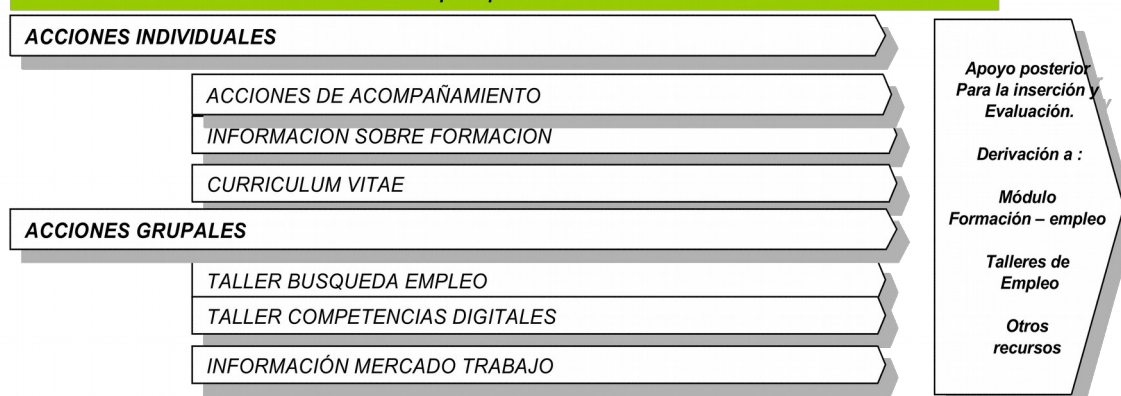 ACCIONES INDIVIDUALES
ACCIONES DE ACOMPAÑAMIENTO
INFORMACION SOBRE FORMACION
CURRICULUM VITAE
ACCIONES GRUPALES
TALLER BUSQUEDA EMPLEO
TALLER COMPETENCIAS DIGITALES
INFORMACIÓN MERCADO TRABAJO
Apoyo posterior
Para la inserción y
Evaluación.
Derivación a :
Módulo
Formación – empleo
Talleres de
Empleo
Otros
recursos